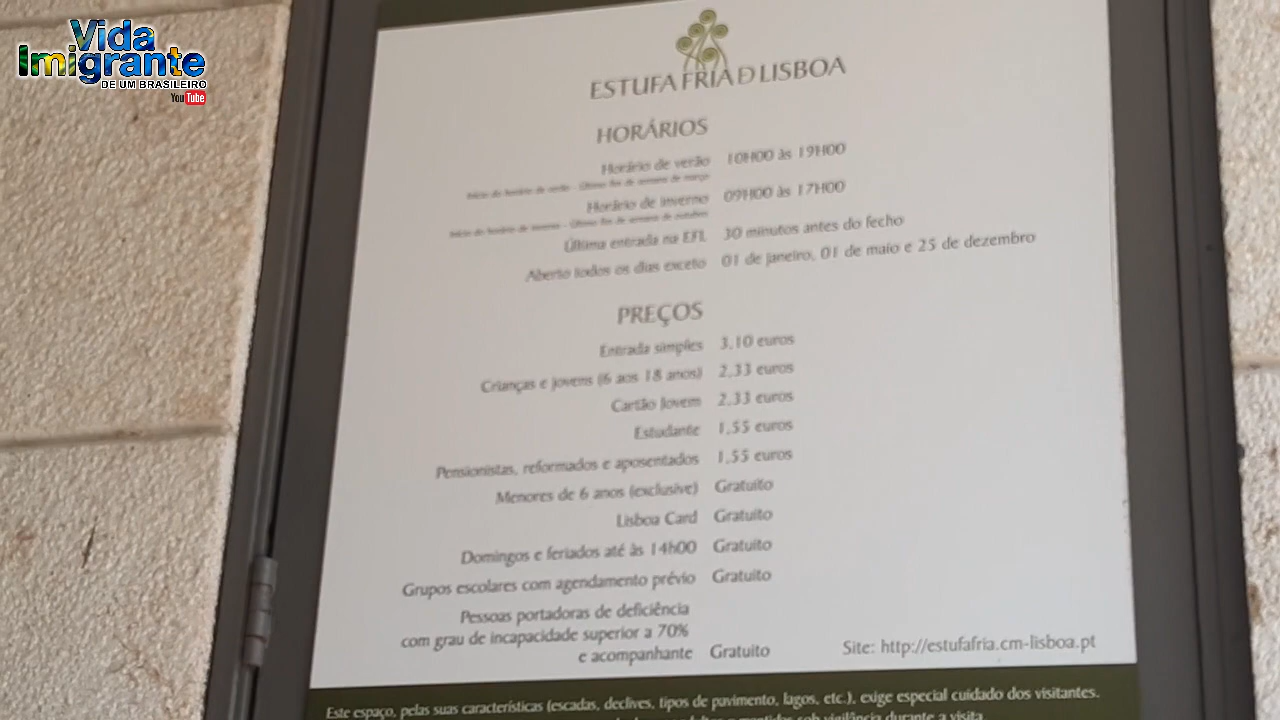 Vida
Imigrante
DE UM BRASILEIRO
YouTube
ESTUFA FRIA D LISBOA
HORÁRIOS
Horário de verão 10H00 às 19H00
Início do horário de verão - Último fim de semana de março
Horário de inverno 09H00 às 17H00
Início do horário de inverno - Último fim de semana de outubro
Última entrada na EFL 30 minutos antes do fecho
Aberto todos os dias exceto 01 de janeiro, 01 de maio e 25 de dezembro
PREÇOS
Entrada simples 3,10 euros
Crianças e jovens (6 aos 18 anos) 2,33 euros
Cartão Jovem 2,33 euros
Estudante 1,55 euros
Pensionistas, reformados e aposentados 1,55 euros
Menores de 6 anos (exclusive) Gratuito
Lisboa Card Gratuito
Domingos e feriados até às 14h00 Gratuito
Grupos escolares com agendamento prévio Gratuito
Pessoas portadoras de deficiência
com grau de incapacidade superior a 70%
e acompanhante Gratuito
Site: http://estufafria.cm-lisboa.pt
Este espaço, pelas suas características (escadas, declives, tipos de pavimento, lagos, etc.), exige especial cuidado dos visitantes.
sob vigilância durante a visita